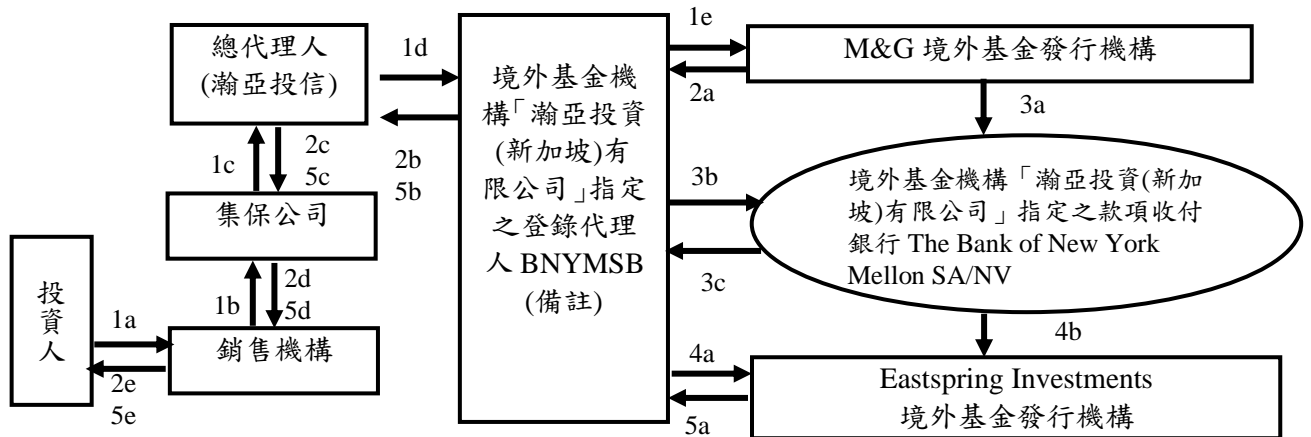 總代理人
(瀚亞投信)
1d
1c
2c
5c
2b
5b
集保公司
1b
2d
5d
投
資
人
1a
2e
5e
銷售機構
境外基金機
構「瀚亞投資
(新加坡)有
限公司」指定
之登錄代理
人 BNYMSB
(備註)
1e
2a
M&G 境外基金發行機構
3a
3b
3c
境外基金機構「瀚亞投資(新加
坡)有限公司」指定之款項收付
銀行 The Bank of New York
Mellon SA/NV
4b
4a
5a
Eastspring Investments
境外基金發行機構